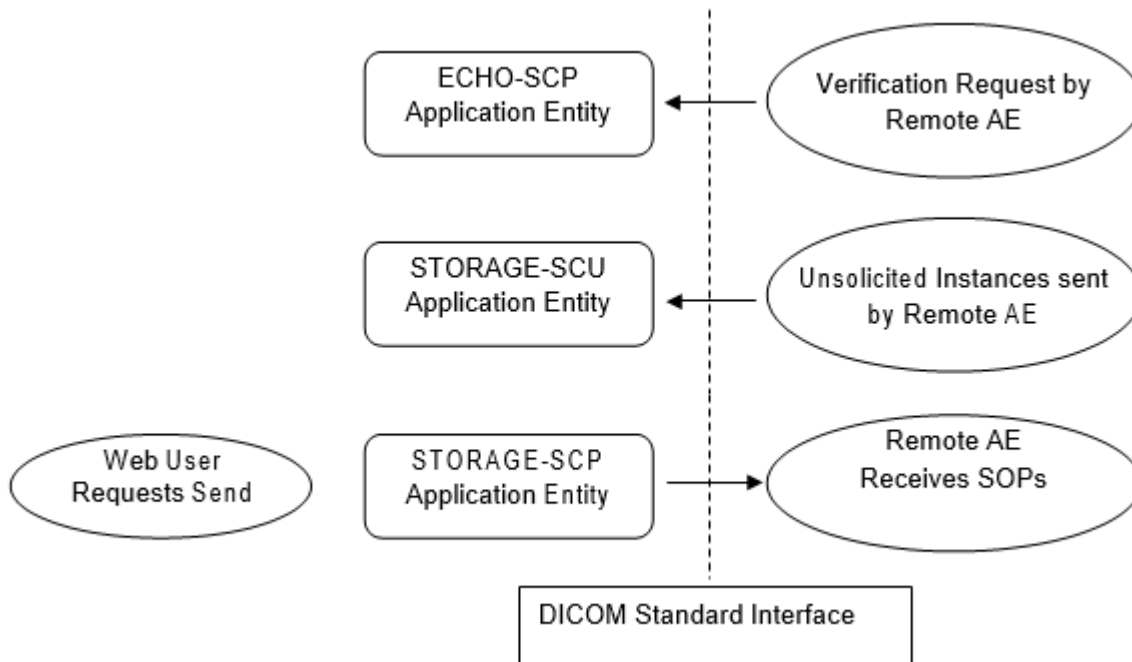 ECHO-SCP
Application Entity
Verification Request by
Remote AE
STORAGE-SCU
Application Entity
Unsolicited Instances sent
by Remote AE
Web User
Requests Send
STORAGE-SCP
Application Entity
Remote AE
Receives SOPs
DICOM Standard Interface